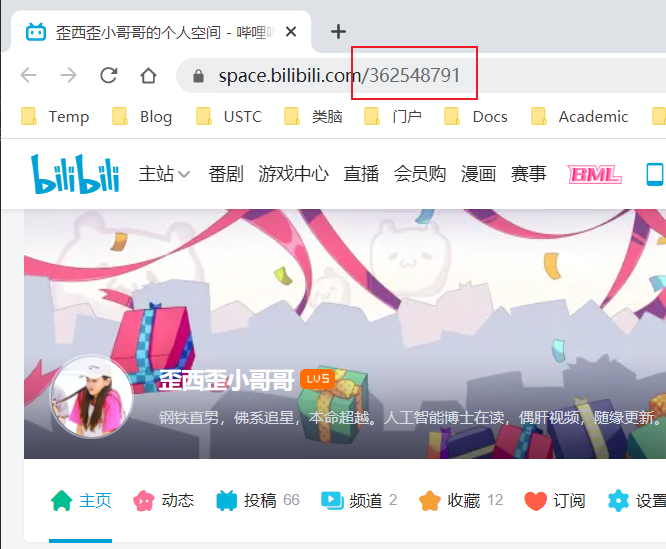 歪西歪小哥哥的个人空间 - 哔哩
space.bilibili.com/362548791
Temp Blog USTC 类脑 门户 Docs Academic
bilibili 主站 番剧 游戏中心 直播 会员购 漫画 赛事 BML
歪西歪小哥哥 LV5
钢铁直男，佛系追星，本命超越。人工智能博士在读，偶肝视频，随缘更新。
主页 动态 投稿 66 频道 2 收藏 12 订阅 设置